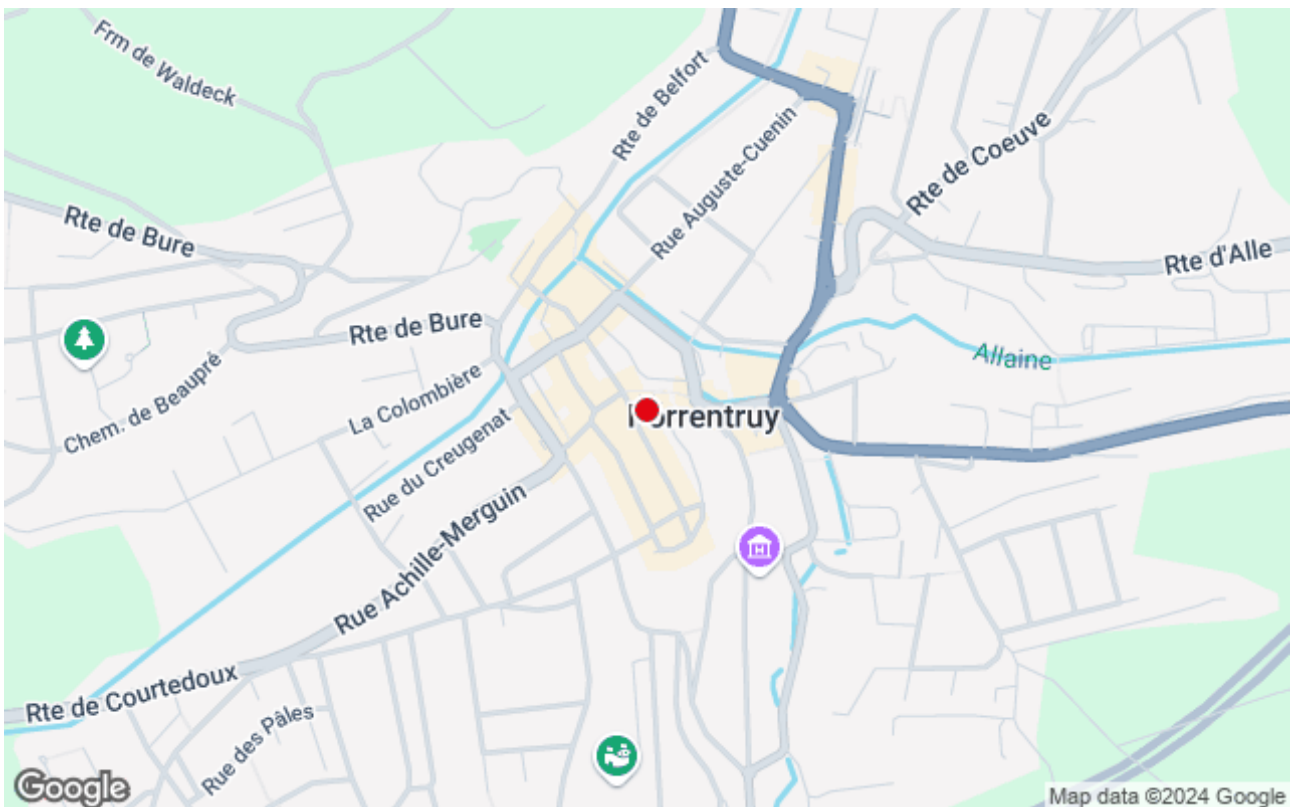 Frm de Waldeck
Rte de Belfort
Rue Auguste-Cuenin
Rte de Coeuve
Rte de Bure
Rte d'Alle
Rte de Bure
Allaine
Chem. de Beaupré
La Colombière
Porrentruy
Rue du Creugenat
Rue Achille-Merguin
Rte de Courtedoux
Rue des Pâles
H
Google
Map data ©2024 Google